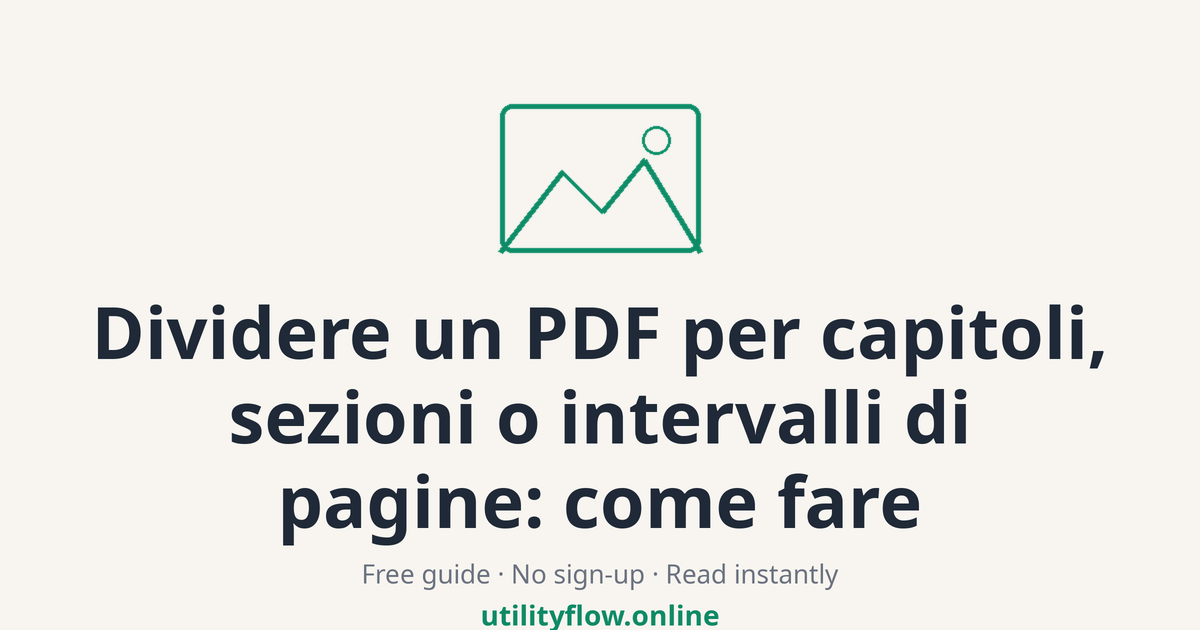 Dividere un PDF per capitoli,
sezioni o intervalli di
pagine: come fare
Free guide · No sign-up · Read instantly
utilityflow.online